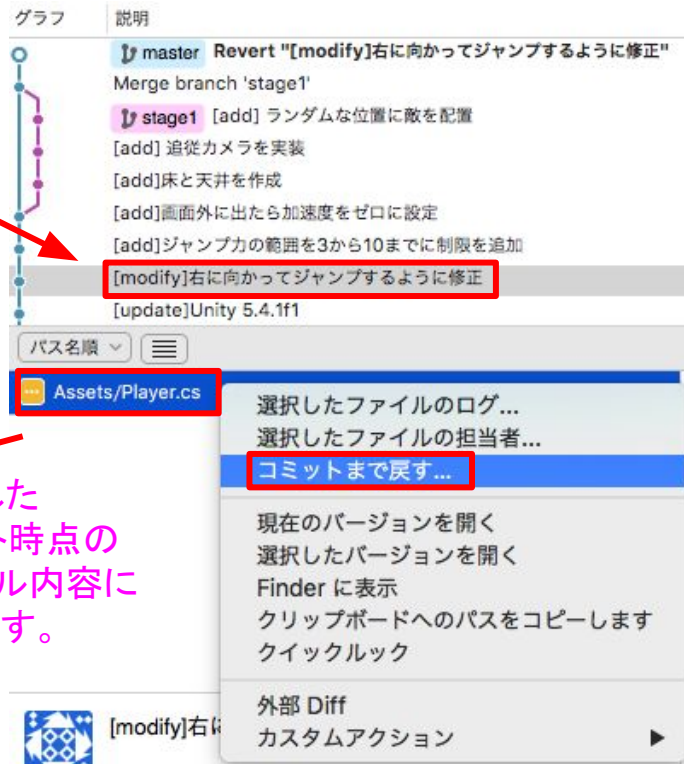 グラフ 説明
master Revert "[modify]右に向かってジャンプするように修正"
Merge branch 'stage1'
stage1 [add] ランダムな位置に敵を配置
[add] 追従カメラを実装
[add]床と天井を作成
[add]画面外に出たら加速度をゼロに設定
[add]ジャンプ力の範囲を3から10までに制限を追加
[modify]右に向かってジャンプするように修正
[update]Unity 5.4.1f1
パス名順
Assets/Player.cs
選択したファイルのログ...
選択したファイルの担当者...
コミットまで戻す...
現在のバージョンを開く
選択したバージョンを開く
Finder に表示
クリップボードへのパスをコピーします
クイックルック
外部 Diff
カスタムアクション
した
ト時点の
ル内容に
す。
[modify]右に